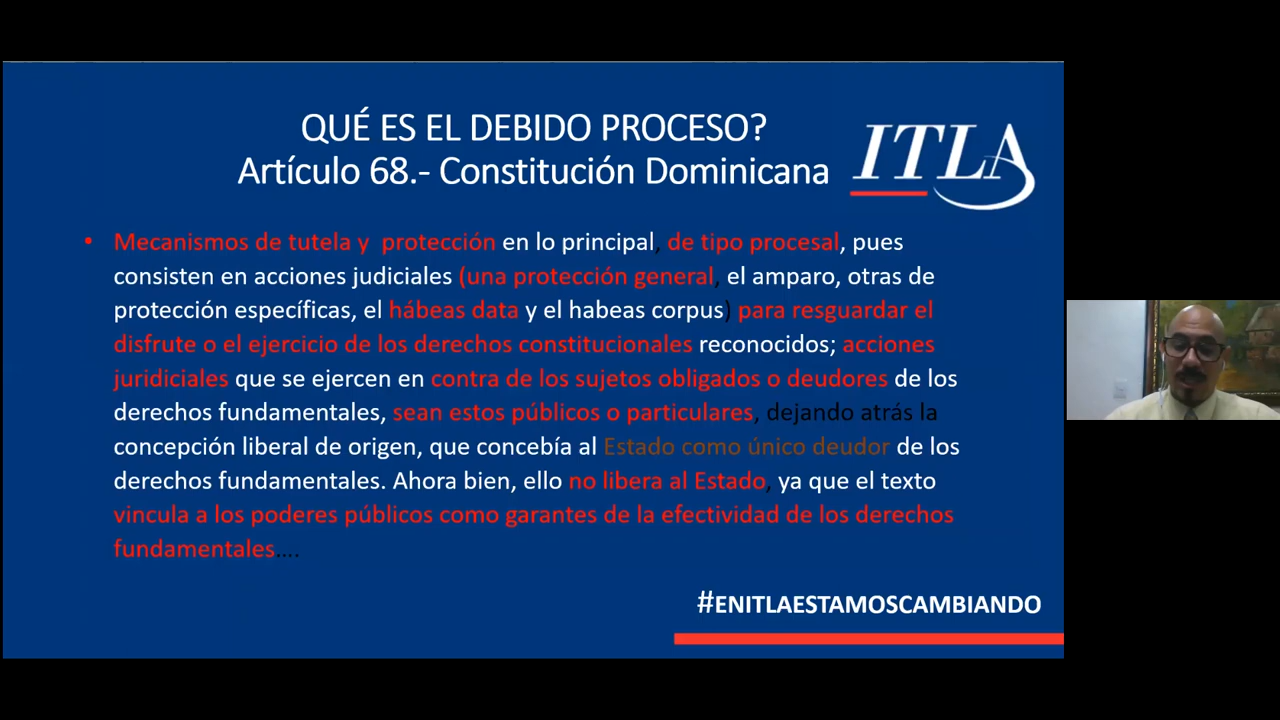 QUÉ ES EL DEBIDO PROCESO?
Artículo 68.- Constitución Dominicana
ITLA
• Mecanismos de tutela y protección en lo principal, de tipo procesal, pues
consisten en acciones judiciales (una protección general, el amparo, otras de
protección específicas, el hábeas data y el habeas corpus) para resguardar el
disfrute o el ejercicio de los derechos constitucionales reconocidos; acciones
juridiciales que se ejercen en contra de los sujetos obligados o deudores de los
derechos fundamentales, sean estos públicos o particulares, dejando atrás la
concepción liberal de origen, que concebía al Estado como único deudor de los
derechos fundamentales. Ahora bien, ello no libera al Estado, ya que el texto
vincula a los poderes públicos como garantes de la efectividad de los derechos
fundamentales....
#ENITLAESTAMOSCAMBIANDO